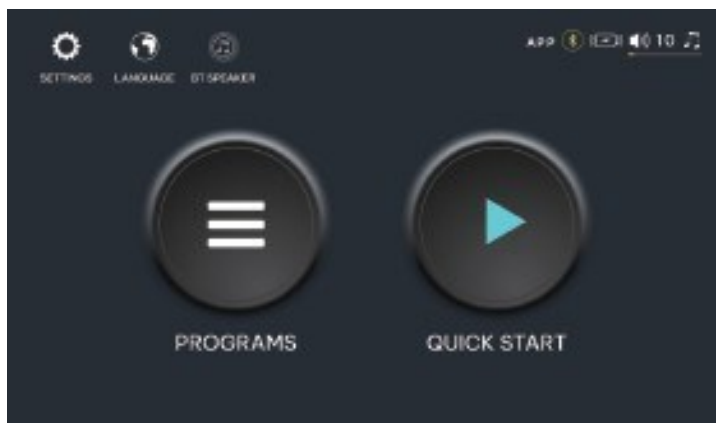 SETTINGS LANGUAGE BT SPEAKER
APP 10
PROGRAMS QUICK START